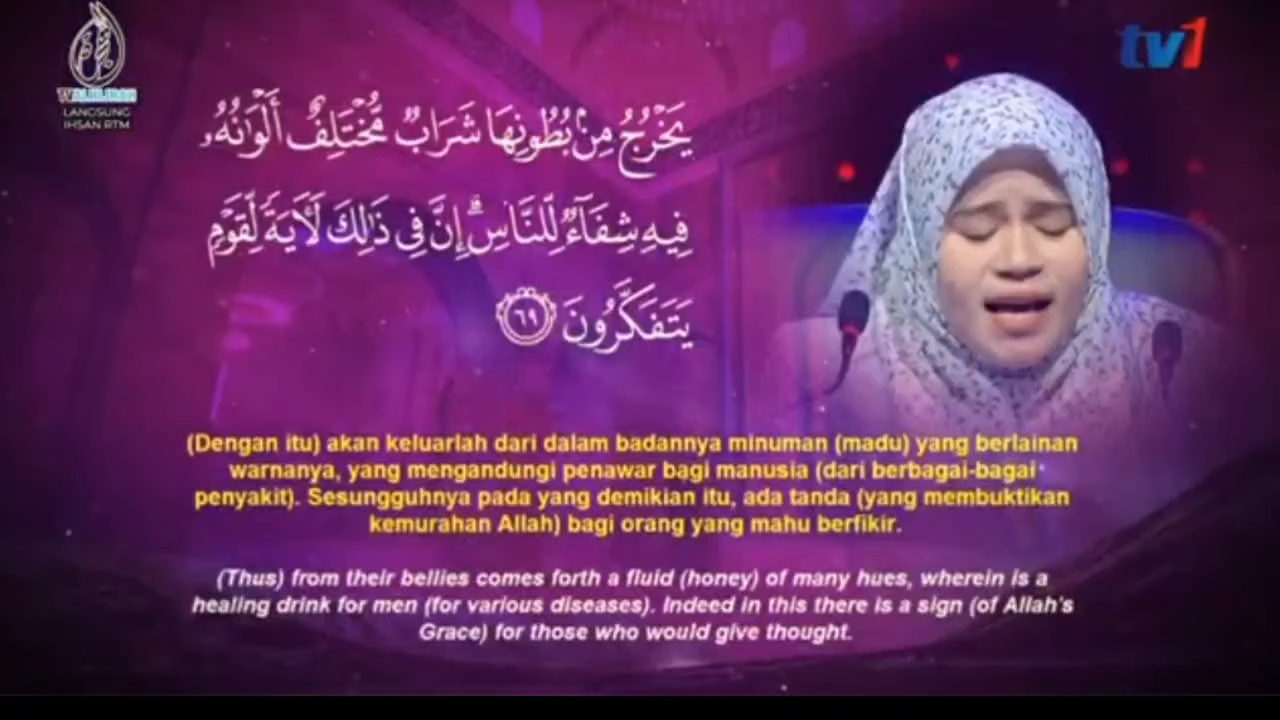 tv1
TVALHIJRAH
LANGSUNG
IHSAN RTM
يَخْرُجُ مِنۢ بُطُونِهَا شَرَابٌ مُّخْتَلِفٌ أَلْوَٰنُهُۥ
فِيهِ شِفَآءٌ لِّلنَّاسِ ۗ إِنَّ فِى ذَٰلِكَ لَـَٔايَةً لِّقَوْمٍ
يَتَفَكَّرُونَ ٦٩
(Dengan itu) akan keluarlah dari dalam badannya minuman (madu) yang berlainan
warnanya, yang mengandungi penawar bagi manusia (dari berbagai-bagai
penyakit). Sesungguhnya pada yang demikian itu, ada tanda (yang membuktikan
kemurahan Allah) bagi orang yang mahu berfikir.
(Thus) from their bellies comes forth a fluid (honey) of many hues, wherein is a
healing drink for men (for various diseases). Indeed in this there is a sign (of Allah's
Grace) for those who would give thought.